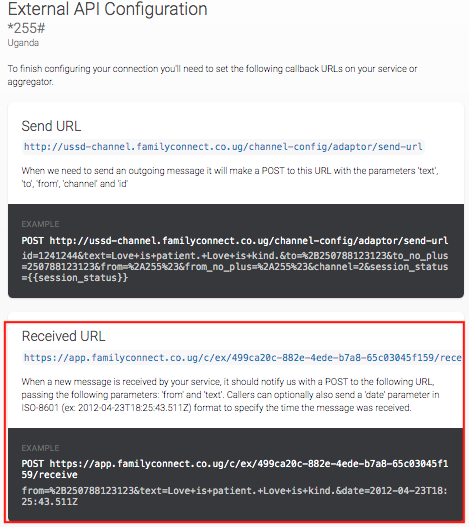 External API Configuration
*255#
Uganda
To finish configuring your connection you'll need to set the following callback URLs on your service or
aggregator.
Send URL
http://ussd-channel.familyconnect.co.ug/channel-config/adaptor/send-url
When we need to send an outgoing message it will make a POST to this URL with the parameters 'text',
'to', 'from', 'channel' and 'id'
EXAMPLE
POST http://ussd-channel.familyconnect.co.ug/channel-config/adaptor/send-url
id=1241244&text=Love+is+patient.+Love+is+kind.&to=%2B250788123123&to_no_plus
=250788123123&from=%2A255%23&from_no_plus=%2A255%23&channel=2&session_status
={{session_status}}
Received URL
https://app.familyconnect.co.ug/c/ex/499ca20c-882e-4ede-b7a8-65c03045f159/rece
When a new message is received by your service, it should notify us with a POST to the following URL,
passing the following parameters: 'from' and 'text'. Callers can optionally also send a 'date' parameter in
ISO-8601 (ex: 2012-04-23T18:25:43.511Z) format to specify the time the message was received.
EXAMPLE
POST https://app.familyconnect.co.ug/c/ex/499ca20c-882e-4ede-b7a8-65c03045f1
59/receive
from=%2B250788123123&text=Love+is+patient.+Love+is+kind.&date=2012-04-23T18:
25:43.511Z